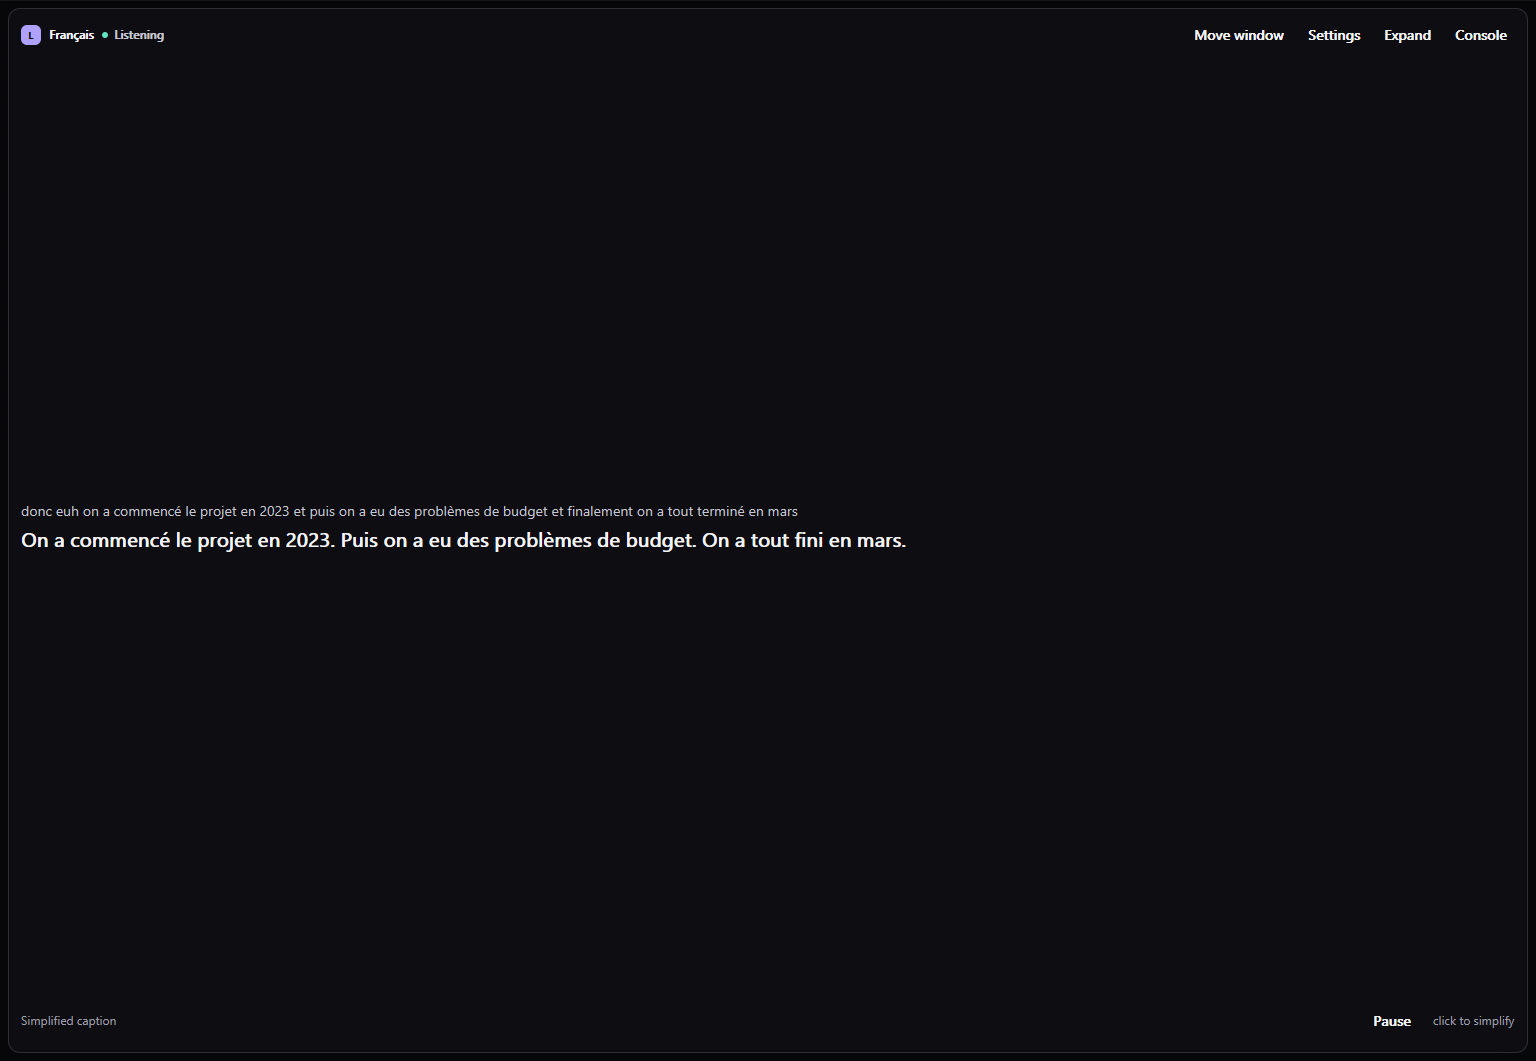 L Français • Listening Move window Settings Expand Console
donc euh on a commencé le projet en 2023 et puis on a eu des problèmes de budget et finalement on a tout terminé en mars
On a commencé le projet en 2023. Puis on a eu des problèmes de budget. On a tout fini en mars.
Simplified caption Pause click to simplify